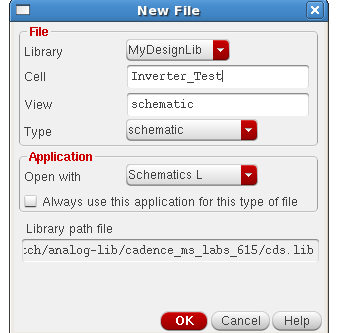 New File
File
Library MyDesignLib
Cell Inverter_Test
View schematic
Type schematic
Application
Open with Schematics L
Always use this application for this type of file
Library path file
tch/analog-lib/cadence_ms_labs_615/cds.lib
OK Cancel Help